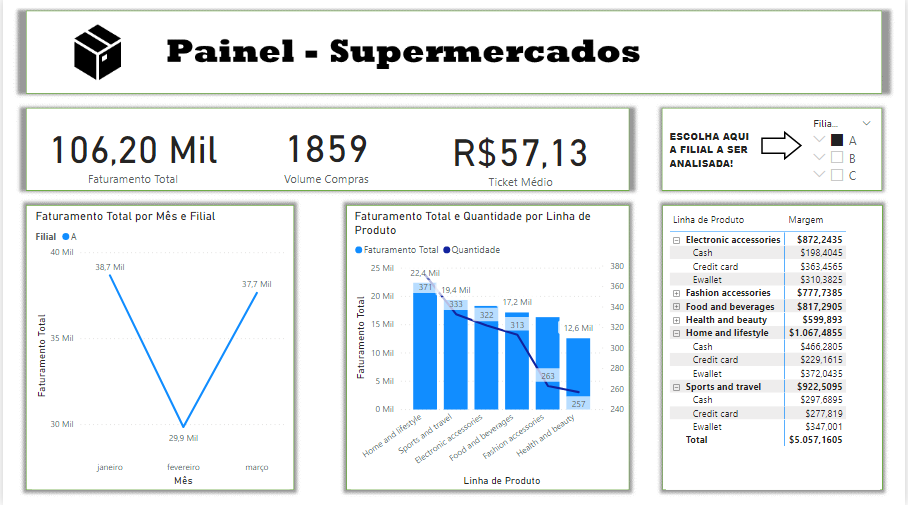 Painel - Supermercados
106,20 Mil
Faturamento Total
1859
Volume Compras
R$57,13
Ticket Médio
ESCOLHA AQUI
A FILIAL A SER
ANALISADA!
Filia...
A
B
C
Faturamento Total por Mês e Filial
Filial A
Faturamento Total
40 Mil
35 Mil
30 Mil
38,7 Mil
29,9 Mil
37,7 Mil
janeiro fevereiro março
Mês
Faturamento Total e Quantidade por Linha de
Produto
Faturamento Total Quantidade
Faturamento Total
25 Mil
20 Mil
15 Mil
10 Mil
5 Mil
0 Mil
22,4 Mil
19,4 Mil
17,2 Mil
12,6 Mil
371
333
322
313
263
257
380
360
340
320
300
280
260
240
Home and lifestyle
Sports and travel
Electronic accessories
Food and beverages
Fashion accessories
Health and beauty
Linha de Produto
Linha de Produto Margem
Electronic accessories $872,2435
Cash $198,4045
Credit card $363,4565
Ewallet $310,3825
Fashion accessories $777,7385
Food and beverages $817,2905
Health and beauty $599,893
Home and lifestyle $1.067,4855
Cash $466,2805
Credit card $229,1615
Ewallet $372,0435
Sports and travel $922,5095
Cash $297,6895
Credit card $277,819
Ewallet $347,001
Total $5.057,1605